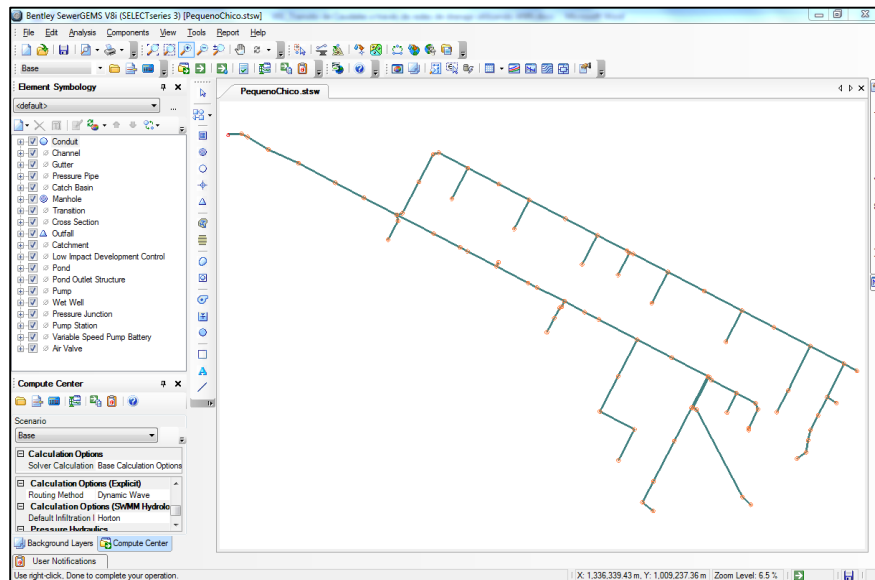 Bentley SewerGEMS V8i (SELECTseries 3) [PequenoChico.stsw]
File Edit Analysis Components View Tools Report Help
Base
Element Symbology
<default>
...
Conduit
Channel
Gutter
Pressure Pipe
Catch Basin
Manhole
Transition
Cross Section
Outfall
Catchment
Low Impact Development Control
Pond
Pond Outlet Structure
Pump
Wet Well
Pressure Junction
Pump Station
Variable Speed Pump Battery
Air Valve
Compute Center
Scenario
Base
Calculation Options
Solver Calculation Base Calculation Options
Calculation Options (Explicit)
Routing Method Dynamic Wave
Calculation Options (SWMM Hydrolo
Default Infiltration I Horton
Pressure Hydraulics
Background Layers Compute Center
User Notifications
Use right-click, Done to complete your operation.
PequenoChico.stsw
A
X: 1,336,339.43 m, Y: 1,009,237.36 m Zoom Level: 6.5 %